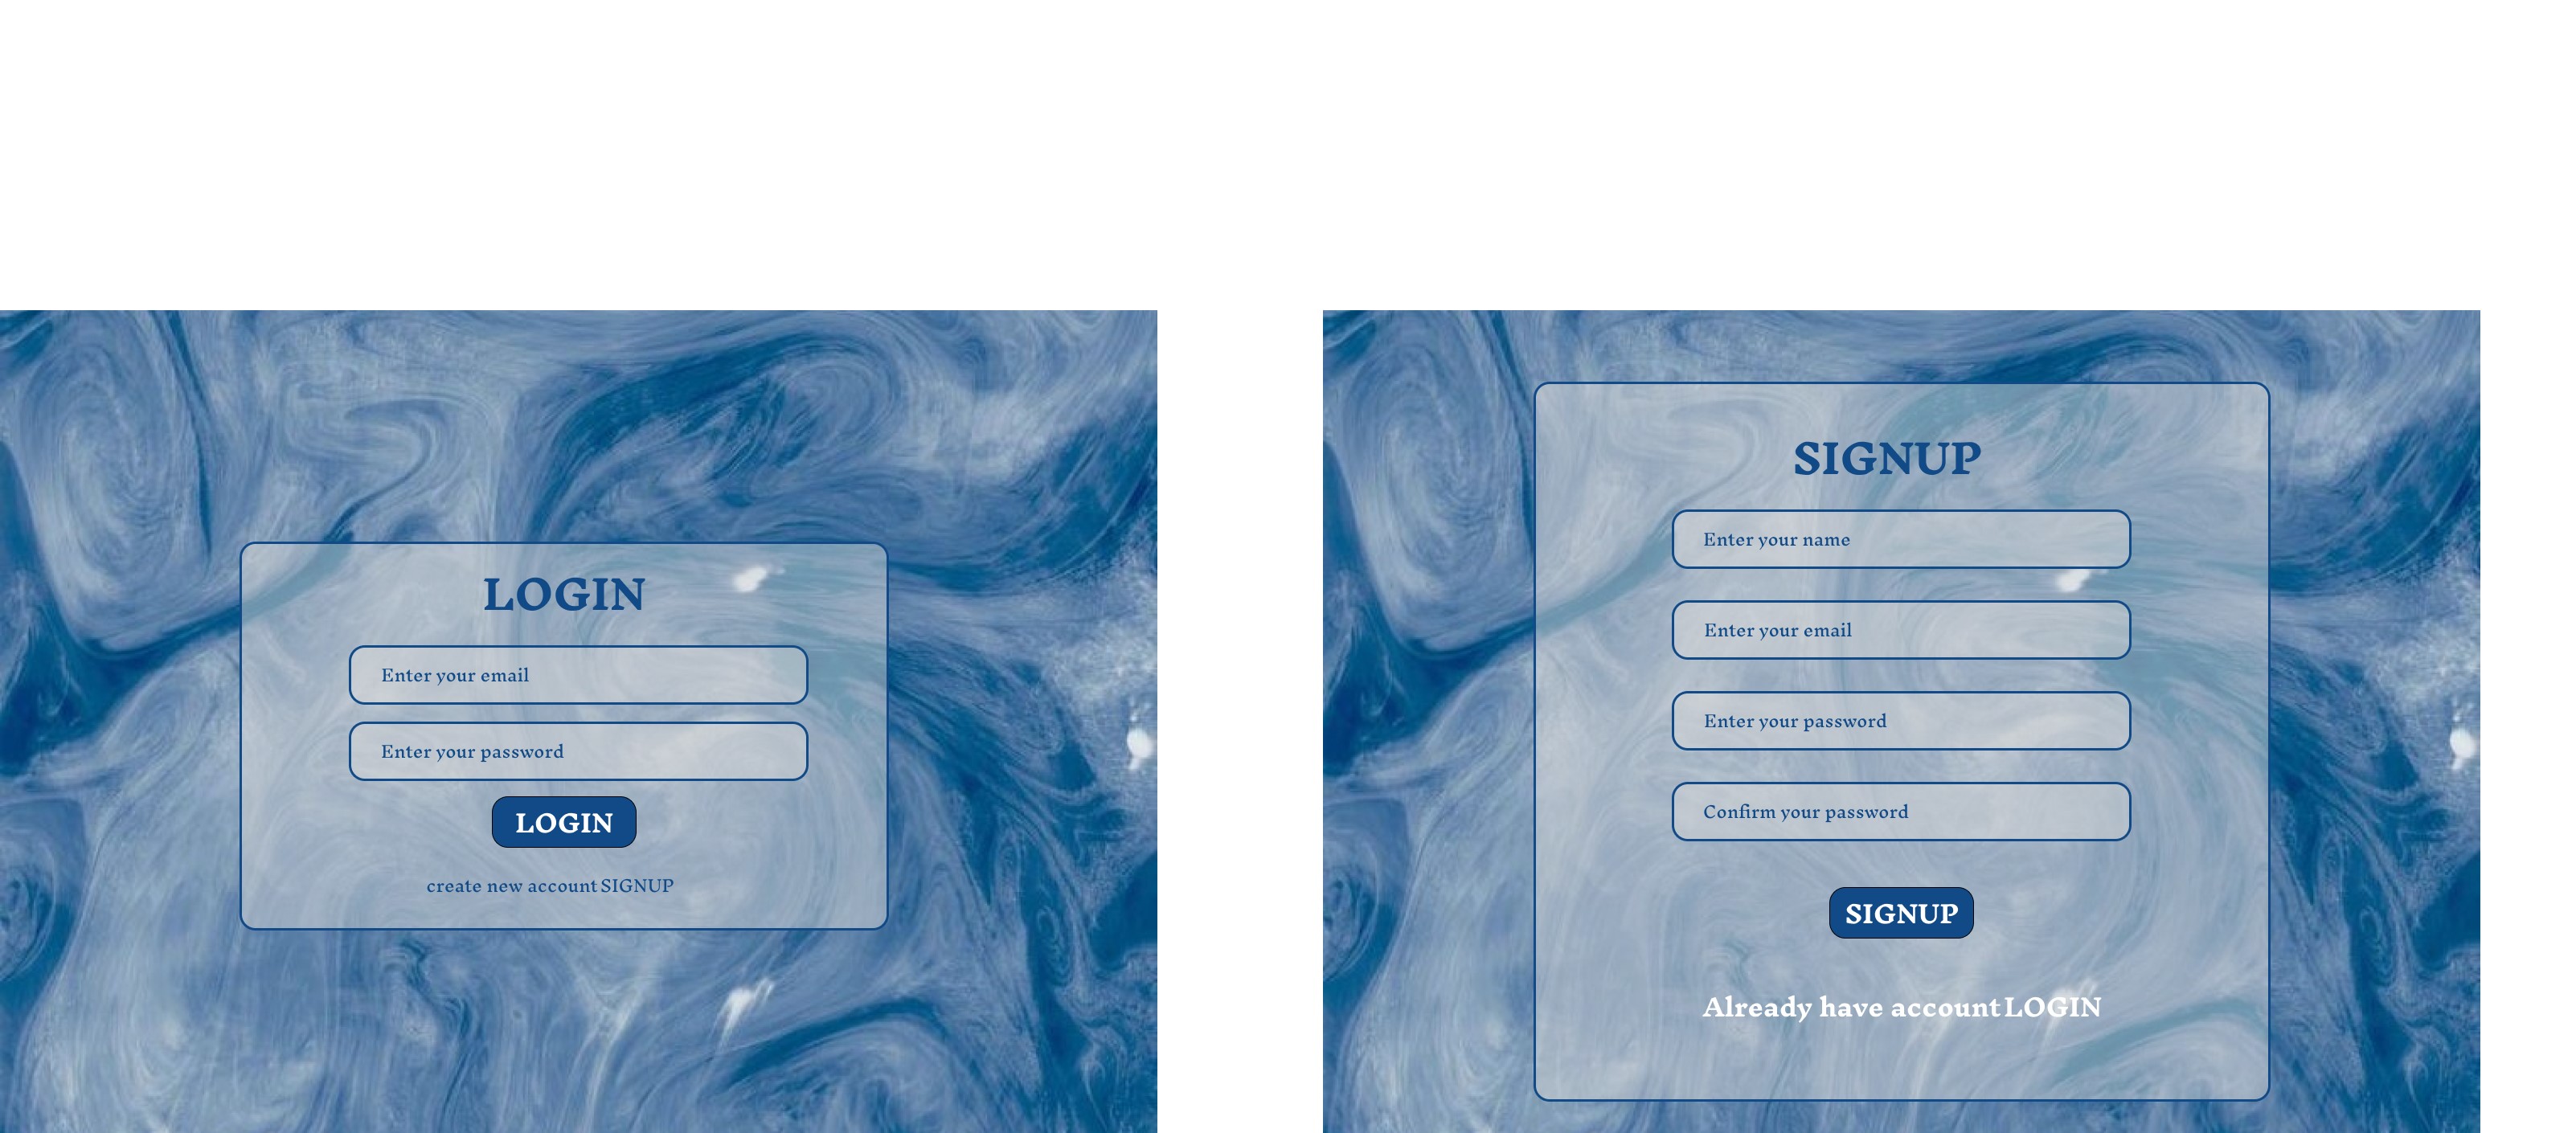 LOGIN
Enter your email
Enter your password
LOGIN
create new account SIGNUP
SIGNUP
Enter your name
Enter your email
Enter your password
Confirm your password
SIGNUP
Already have account LOGIN